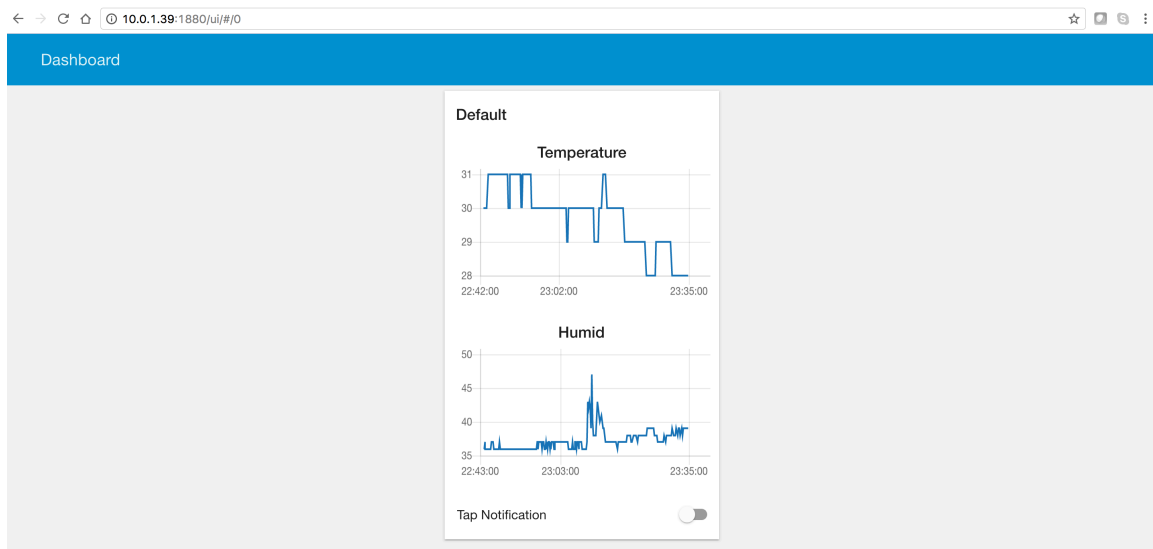 10.0.1.39:1880/ui/#/0
Dashboard
Default
Temperature
31
30
29
28
22:42:00 23:02:00 23:35:00
Humid
50
45
40
35
22:43:00 23:03:00 23:35:00
Tap Notification